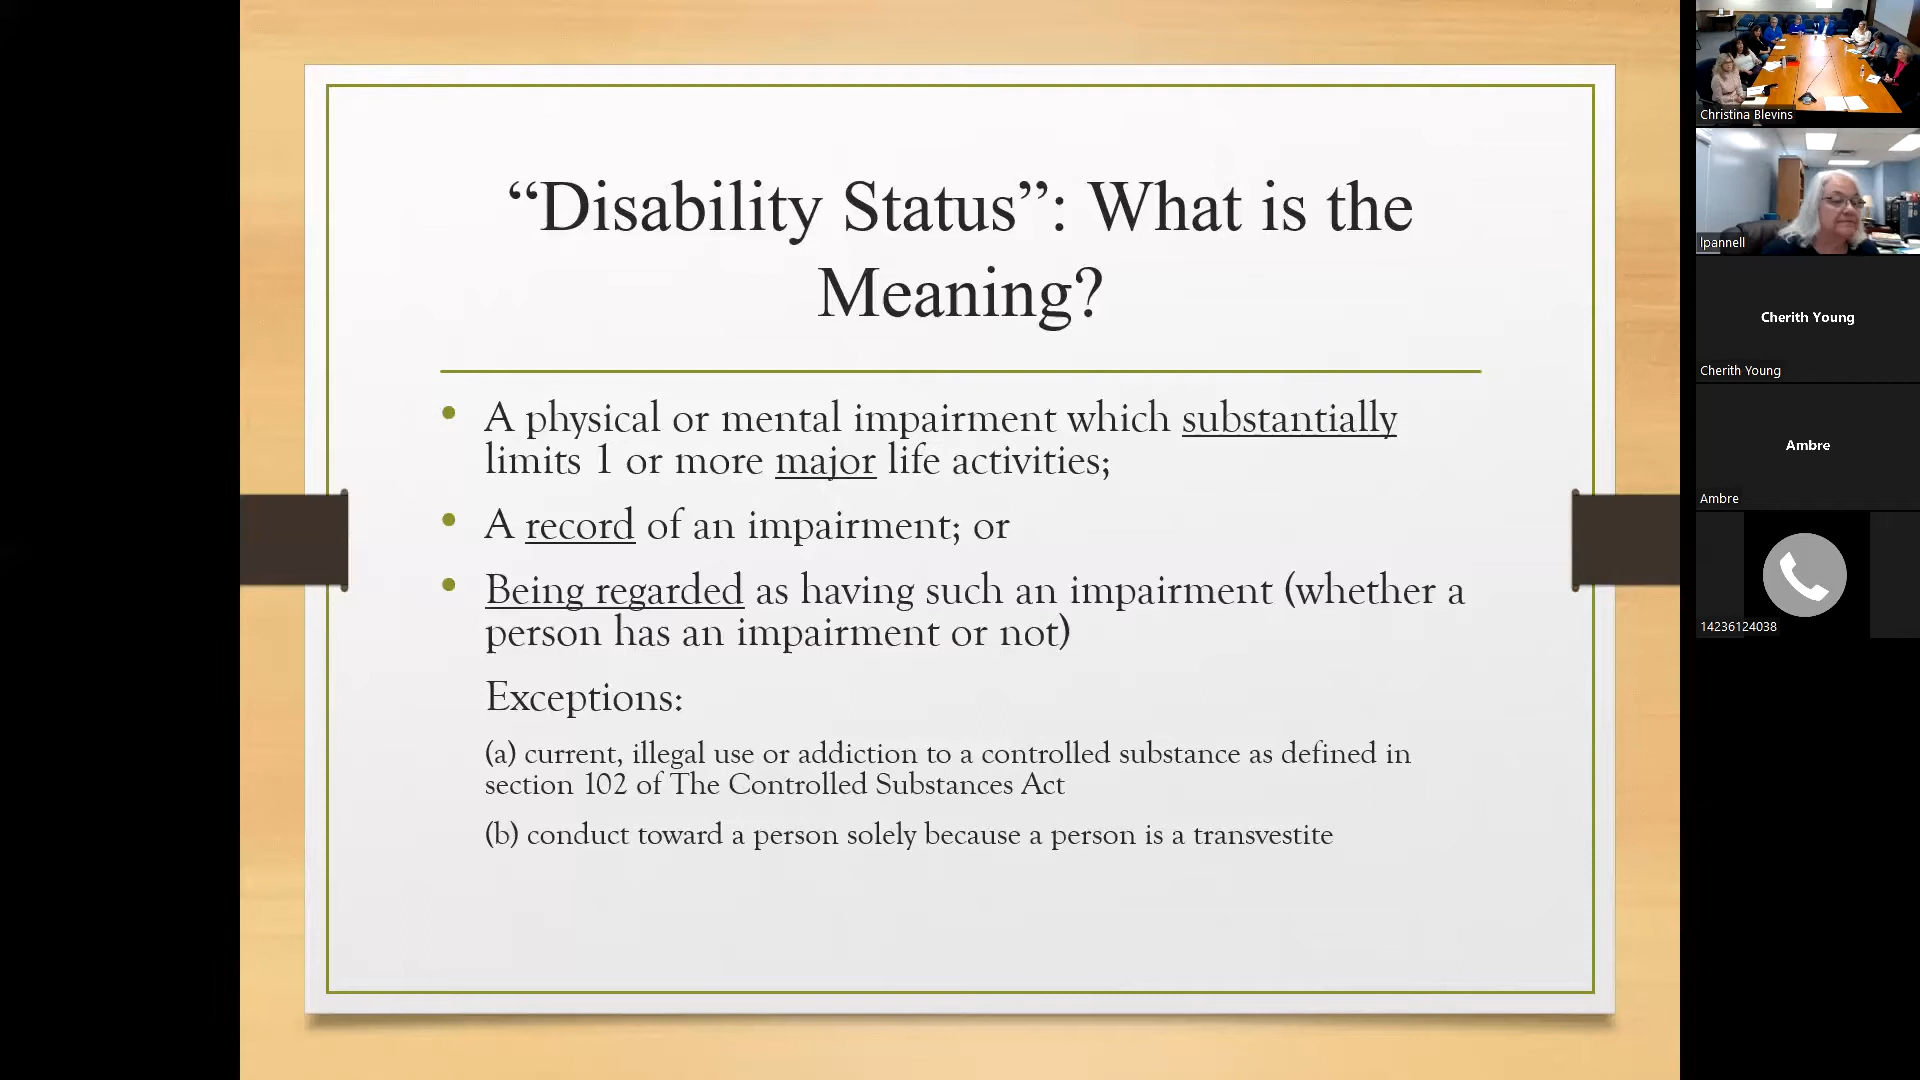 “Disability Status”: What is the
Meaning?
• A physical or mental impairment which substantially
limits 1 or more major life activities;
• A record of an impairment; or
• Being regarded as having such an impairment (whether a
person has an impairment or not)
Exceptions:
(a) current, illegal use or addiction to a controlled substance as defined in
section 102 of The Controlled Substances Act
(b) conduct toward a person solely because a person is a transvestite
Christina Blevins
lpannell
Cherith Young
Cherith Young
Ambre
Ambre
14236124038